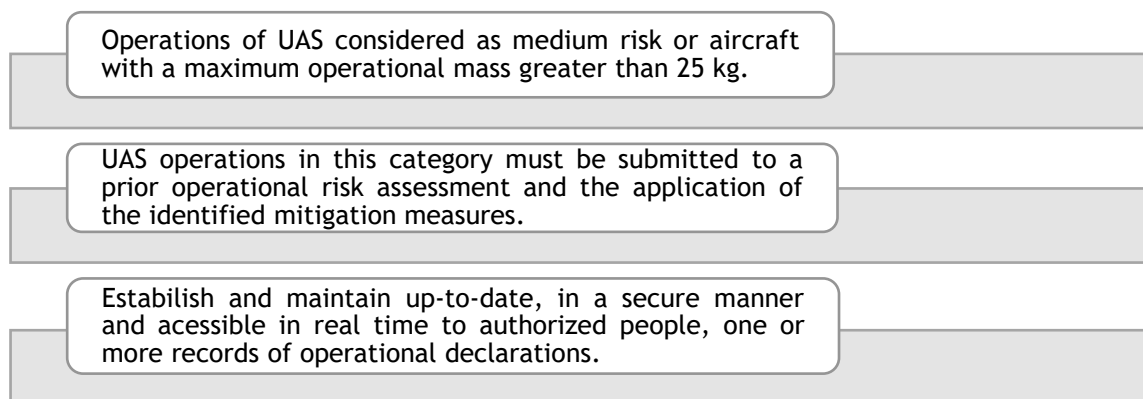 Operations of UAS considered as medium risk or aircraft
with a maximum operational mass greater than 25 kg.
UAS operations in this category must be submitted to a
prior operational risk assessment and the application of
the identified mitigation measures.
Estabilish and maintain up-to-date, in a secure manner
and acessible in real time to authorized people, one or
more records of operational declarations.